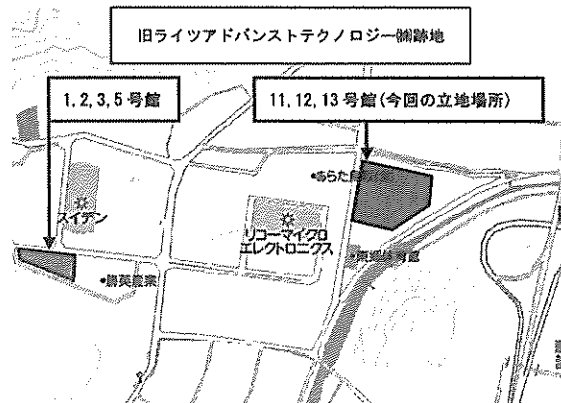 旧ライツアドバンストテクノロジー㈱跡地
1,2,3,5号館
11,12,13号館(今回の立地場所)
スイデン
リコーマイクロ
エレクトロニクス